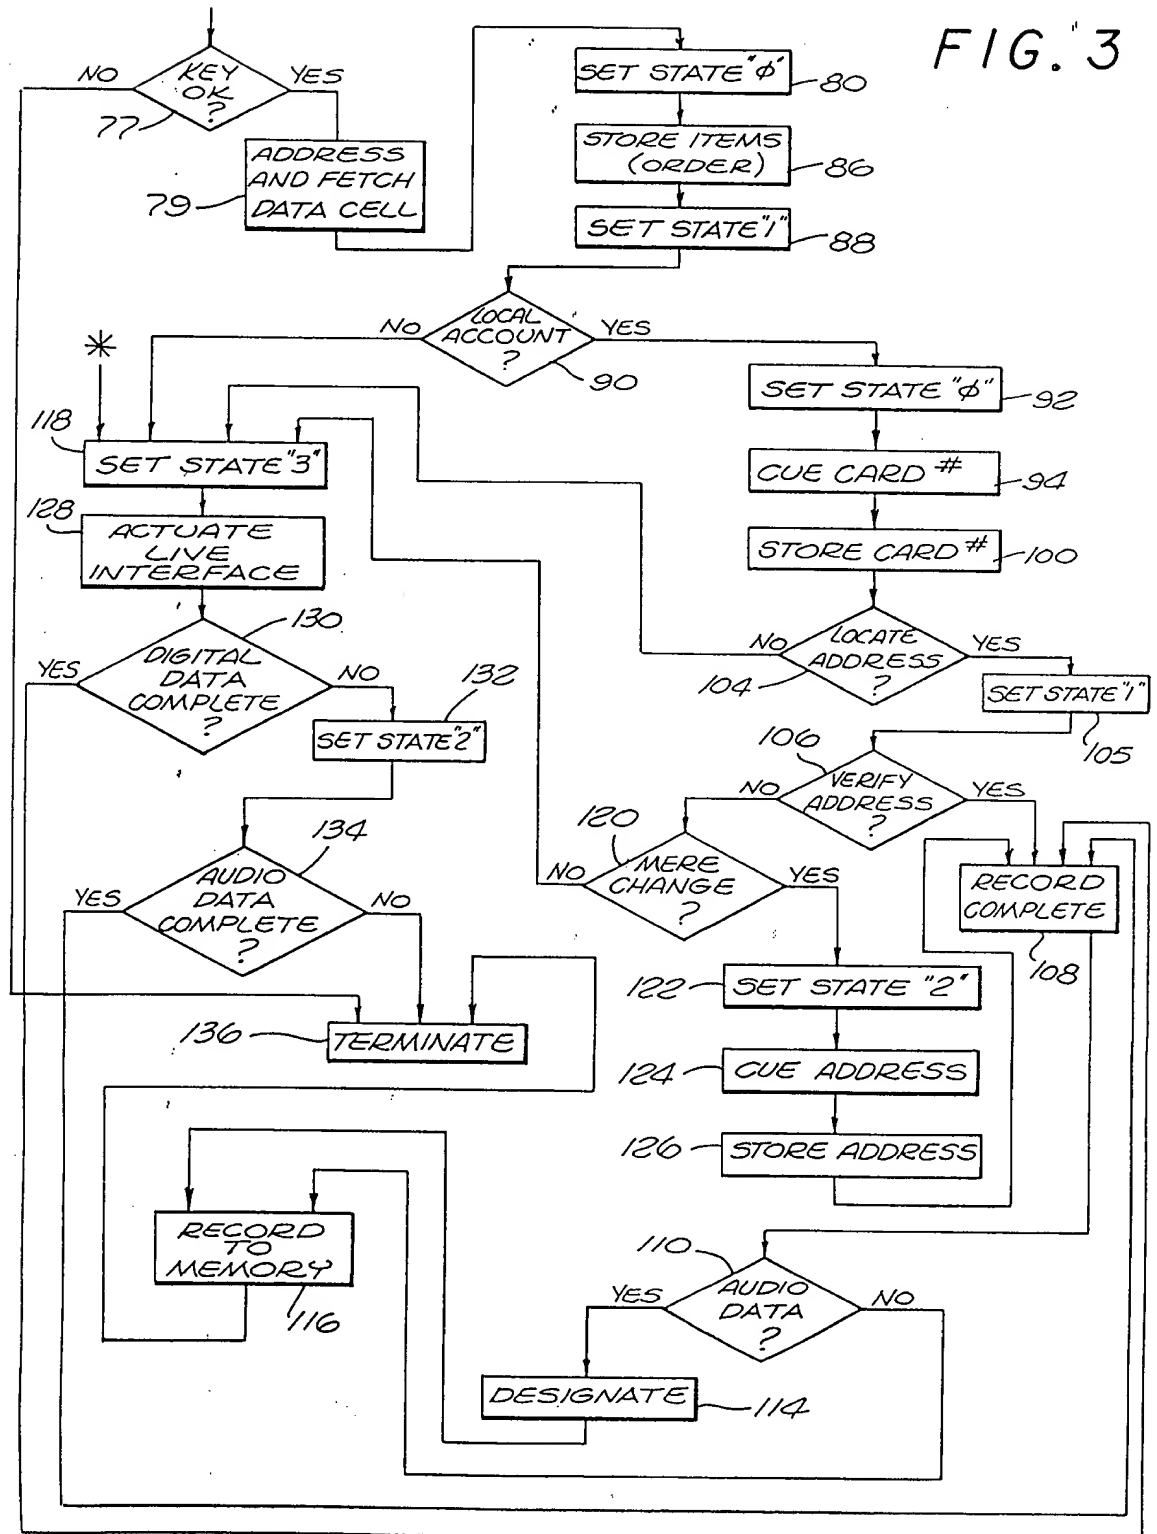 FIG. 3
NO
KEY
OK
?
YES
77
ADDRESS
AND FETCH
DATA CELL
79
SET STATE "Φ"
80
STORE ITEMS
(ORDER)
86
SET STATE "1"
88
NO
LOCAL
ACCOUNT
?
YES
90
*
SET STATE "Φ"
92
118
SET STATE "3"
CUE CARD #
94
128
ACTUATE
LIVE
INTERFACE
STORE CARD #
100
130
YES
DIGITAL
DATA
COMPLETE
?
NO
NO
LOCATE
ADDRESS
?
YES
104
132
SET STATE "2"
SET STATE "1"
105
106
NO
VERIFY
ADDRESS
?
YES
134
YES
AUDIO
DATA
COMPLETE
?
NO
120
NO
MERE
CHANGE
?
YES
RECORD
COMPLETE
108
122
SET STATE "2"
136
TERMINATE
124
CUE ADDRESS
126
STORE ADDRESS
RECORD
TO
MEMORY
116
110
YES
AUDIO
DATA
?
NO
DESIGNATE
114